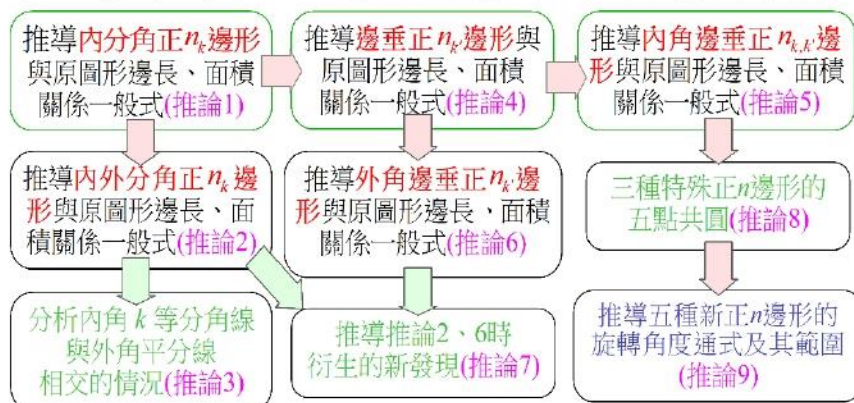 推導內分角正nₖ邊形
與原圖形邊長、面積
關係一般式(推論1)
推導邊垂正nₖ'邊形與
原圖形邊長、面積
關係一般式(推論4)
推導內角邊垂正nₖ,ₖ'邊
形與原圖形邊長、面積
關係一般式(推論5)
推導內外分角正nₖ邊
形與原圖形邊長、面
積關係一般式(推論2)
推導外角邊垂正nₖ'邊
形與原圖形邊長、面積
關係一般式(推論6)
三種特殊正n邊形的
五點共圓(推論8)
分析內角 k 等分角線
與外角平分線
相交的情況(推論3)
推導推論2、6時
衍生的新發現(推論7)
推導五種新正n邊形的
旋轉角度通式及其範圍
(推論9)